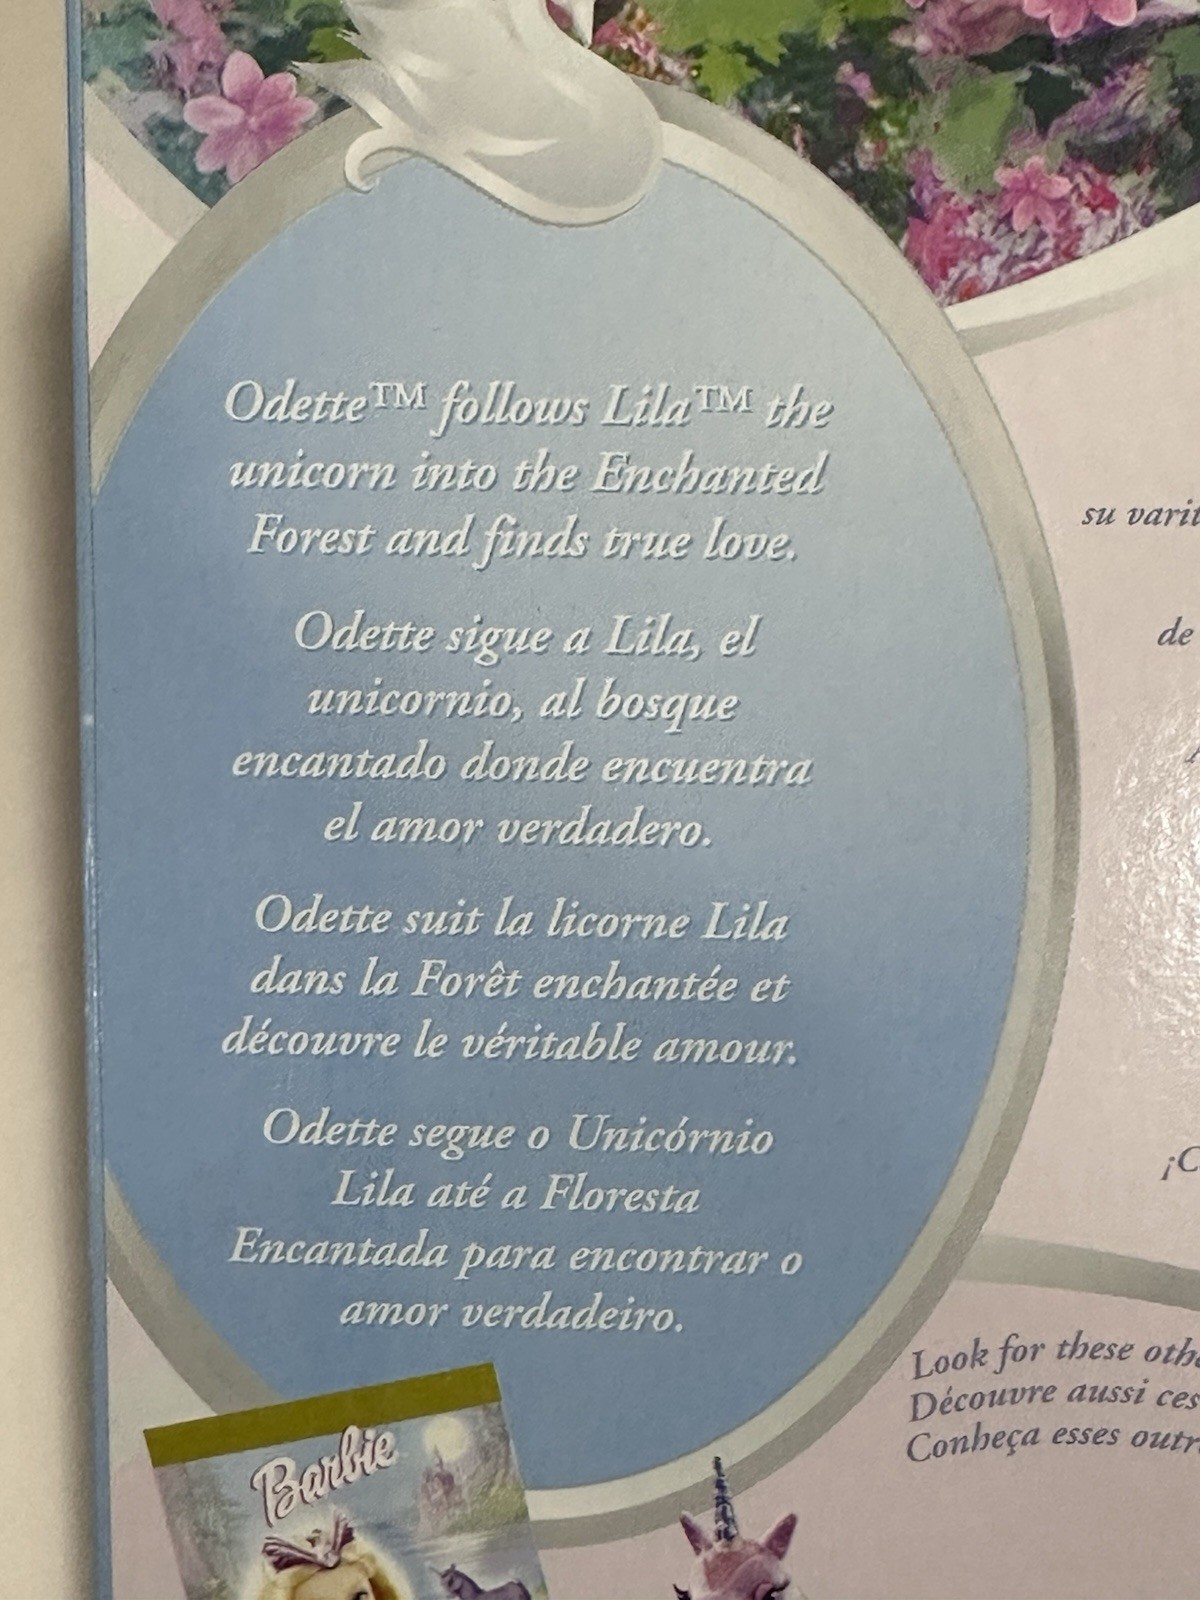 Odette™ follows Lila™ the
unicorn into the Enchanted
Forest and finds true love.
Odette sigue a Lila, el
unicornio, al bosque
encantado donde encuentra
el amor verdadero.
Odette suit la licorne Lila
dans la Forêt enchantée et
découvre le véritable amour.
Odette segue o Unicórnio
Lila até a Floresta
Encantada para encontrar o
amor verdadeiro.
su
de
Look for these
Découvre aussi ces
Conheça esses
Barbie